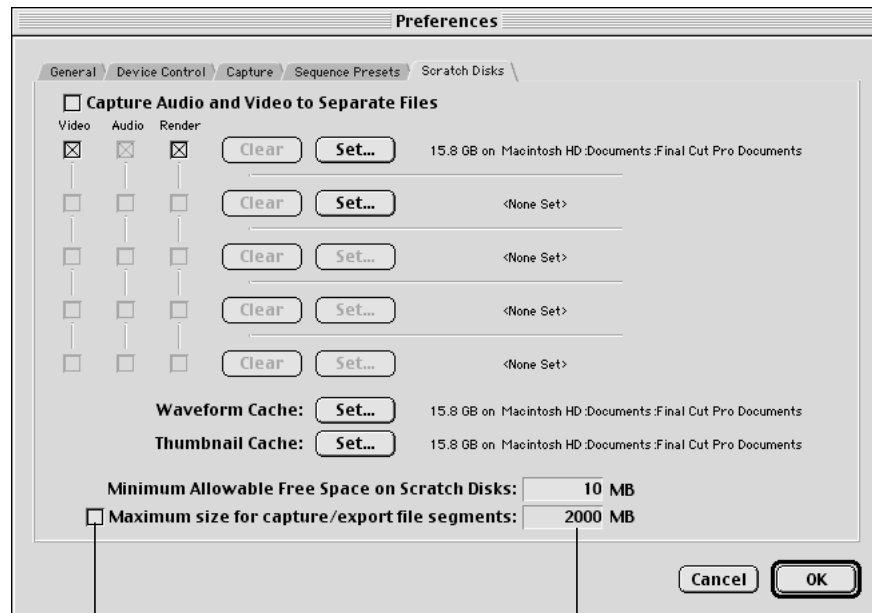 Preferences
General Device Control Capture Sequence Presets Scratch Disks
Capture Audio and Video to Separate Files
Video Audio Render
Clear Set... 15.8 GB on Macintosh HD:Documents:Final Cut Pro Documents
Clear Set... <None Set>
Clear Set... <None Set>
Clear Set... <None Set>
Clear Set... <None Set>
Waveform Cache: Set... 15.8 GB on Macintosh HD:Documents:Final Cut Pro Documents
Thumbnail Cache: Set... 15.8 GB on Macintosh HD:Documents:Final Cut Pro Documents
Minimum Allowable Free Space on Scratch Disks: 10 MB
Maximum size for capture/export file segments: 2000 MB
Cancel OK